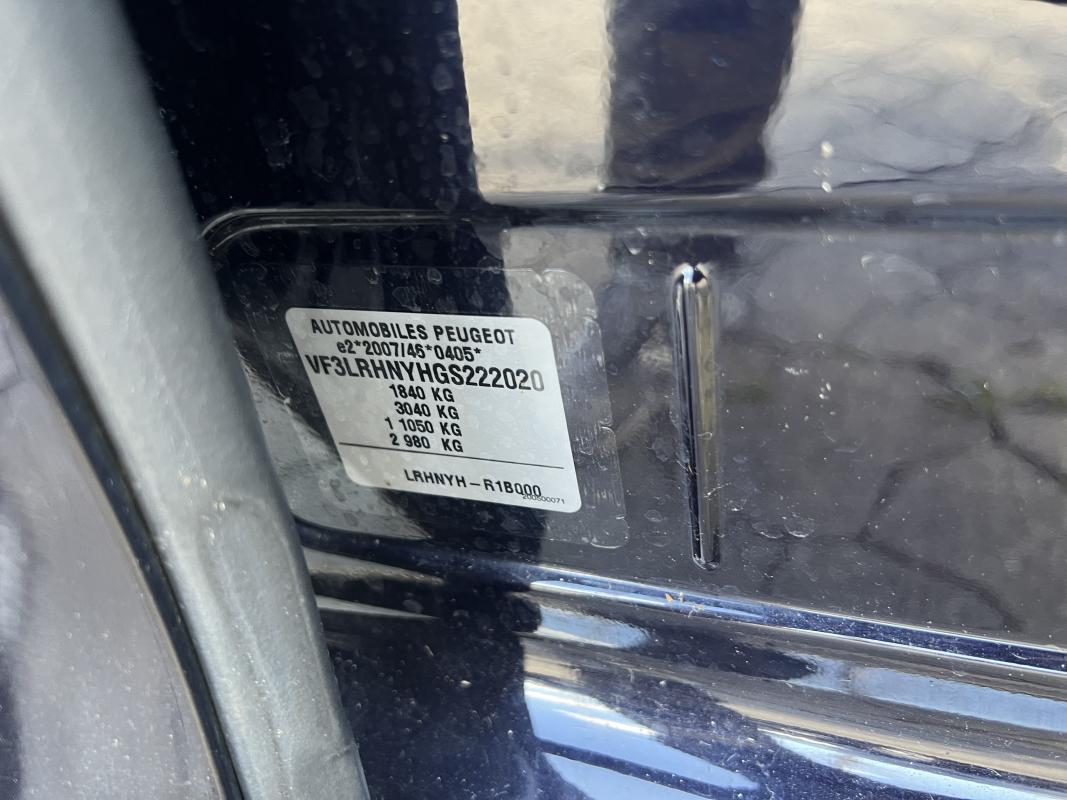 AUTOMOBILES PEUGEOT
e2*2007/46*0405*
VF3LRHNYHGS222020
1840 KG
3040 KG
1 1050 KG
2 980 KG
LRHNYH-R1B000
200500071